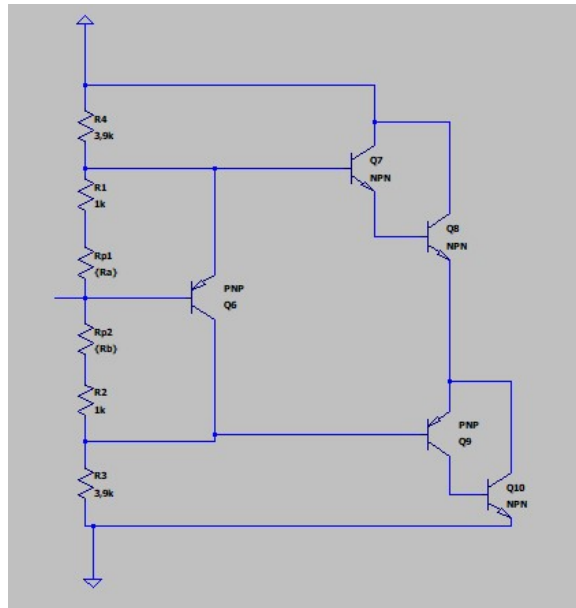 R4
3,9k
R1
1k
Rp1
{Ra}
Rp2
{Rb}
R2
1k
R3
3,9k
PNP
Q6
Q7
NPN
Q8
NPN
PNP
Q9
Q10
NPN